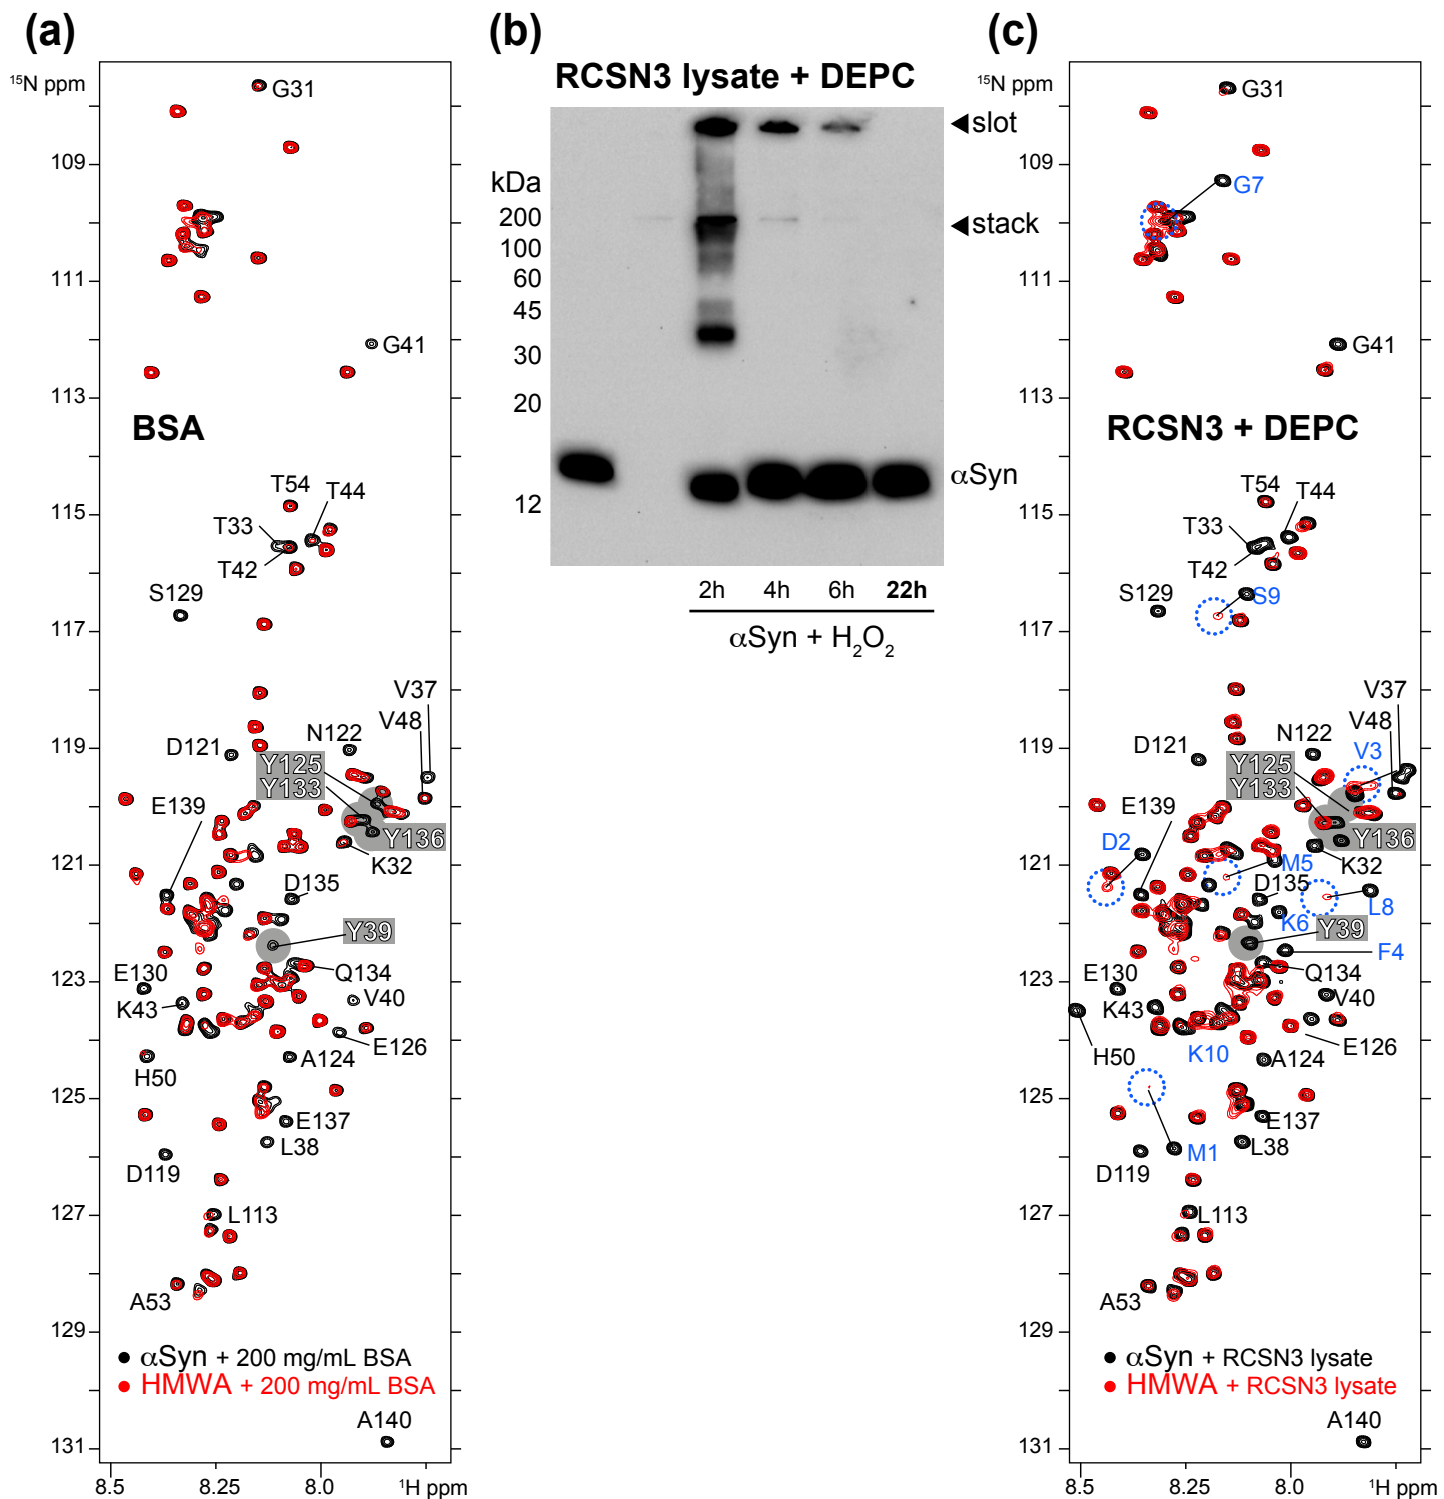 (a)
¹⁵N ppm
G31
109
111
G41
113
BSA
T54
T44
115
T33
T42
S129
117
V37
V48
N122
119
D121
Y125
Y133
E139
Y136
K32
121
D135
Y39
Q134
123
E130
V40
K43
E126
H50
A124
125
E137
L38
D119
127
L113
A53
129
αSyn + 200 mg/mL BSA
HMWA + 200 mg/mL BSA
A140
131
8.5
8.25
8.0
¹H ppm
(b)
RCSN3 lysate + DEPC
slot
kDa
200
stack
100
60
45
30
20
αSyn
12
2h 4h 6h 22h
αSyn + H₂O₂
(c)
¹⁵N ppm
G31
109
G7
111
G41
113
RCSN3 + DEPC
T54
T44
115
T33
T42
S9
S129
117
V37
V48
N122
V3
119
D121
Y125
Y133
E139
Y136
D2
K32
121
M5
D135
L8
K6
Y39
F4
Q134
123
E130
V40
K43
E126
H50
K10
A124
125
E137
L38
M1
D119
127
L113
A53
129
αSyn + RCSN3 lysate
HMWA + RCSN3 lysate
A140
131
8.5
8.25
8.0
¹H ppm